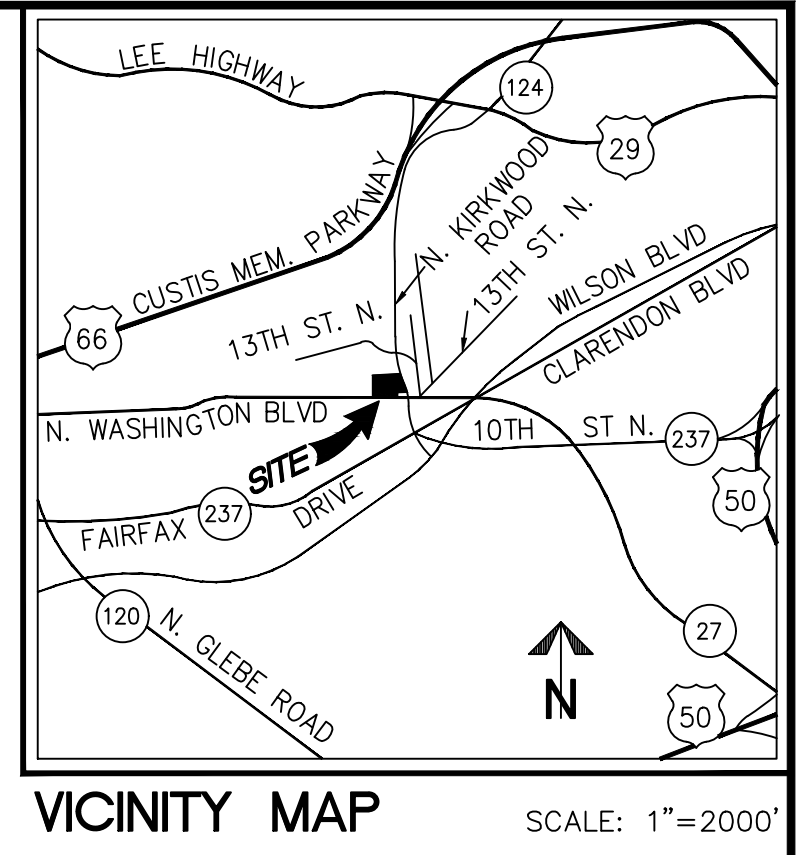 LEE HIGHWAY
124
29
N. KIRKWOOD
ROAD
13TH ST. N.
CUSTIS MEM. PARKWAY
66
WILSON BLVD
CLARENDON BLVD
13TH ST. N.
N. WASHINGTON BLVD
10TH ST N.
237
50
SITE
237
FAIRFAX DRIVE
120
N. GLEBE ROAD
27
50
N
VICINITY MAP
SCALE: 1"=2000'